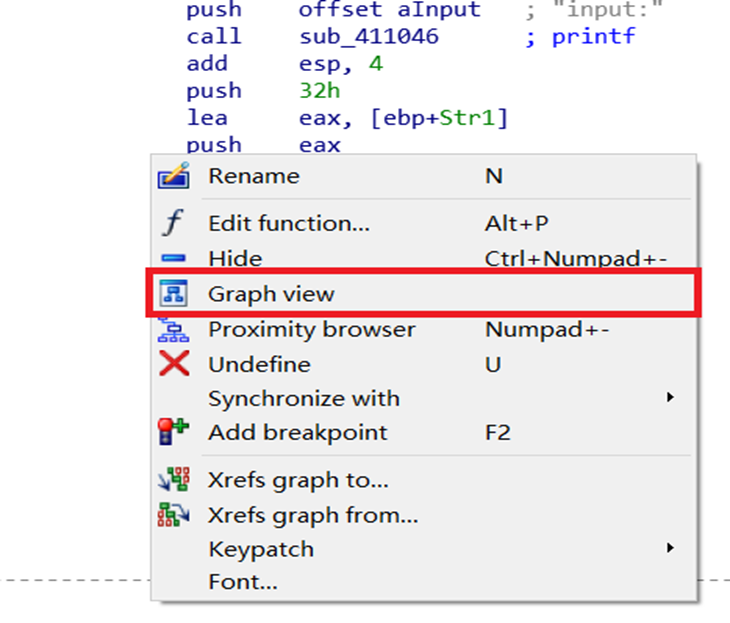 push offset aInput ; "input:"
call sub_411046 ; printf
add esp, 4
push 32h
lea eax, [ebp+Str1]
push eax
Rename N
Edit function... Alt+P
Hide Ctrl+Numpad+-
Graph view
Proximity browser Numpad+-
Undefine U
Synchronize with
Add breakpoint F2
Xrefs graph to...
Xrefs graph from...
Keypatch
Font...